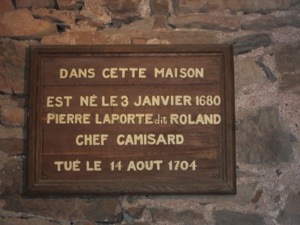 DANS CETTE MAISON
EST NÉ LE 3 JANVIER 1680
PIERRE LAPORTE dit ROLAND
CHEF CAMISARD
TUÉ LE 14 AOUT 1704